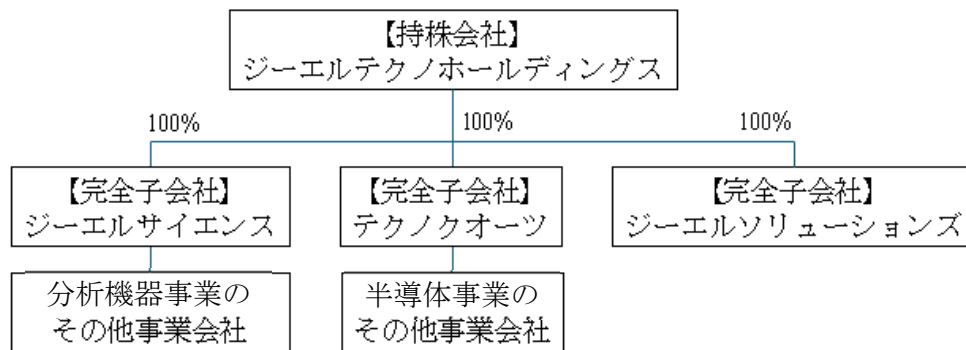 【持株会社】
ジーエルテクノホールディングス
100%
100%
100%
【完全子会社】
ジーエルサイエンス
【完全子会社】
テクノクオーツ
【完全子会社】
ジーエルソリューションズ
分析機器事業の
その他事業会社
半導体事業の
その他事業会社